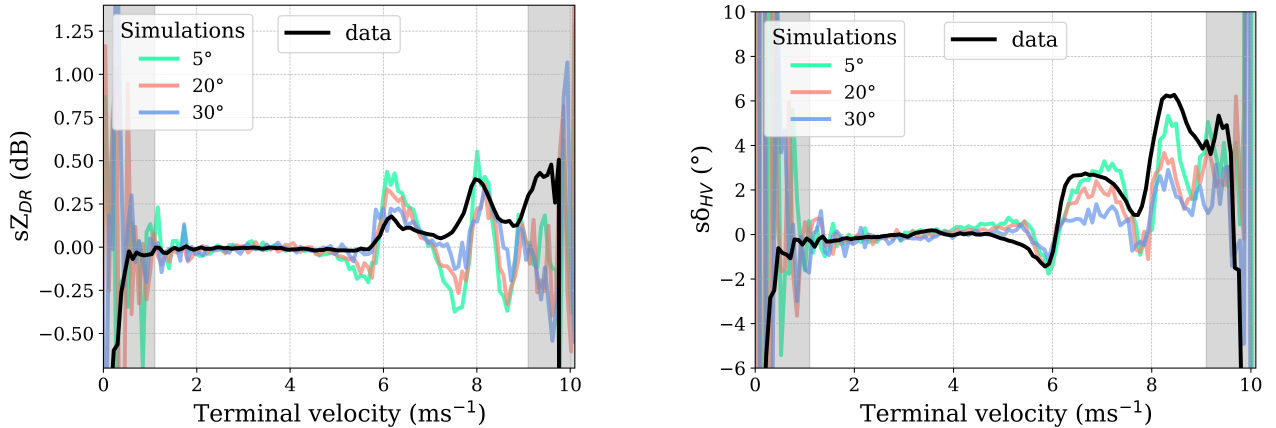 Simulations
5°
20°
30°
data
1.25
1.00
0.75
0.50
0.25
0.00
−0.25
−0.50
sZ_DR (dB)
0 2 4 6 8 10
Terminal velocity (ms⁻¹)
Simulations
5°
20°
30°
data
10
8
6
4
2
0
−2
−4
−6
sδ_HV (°)
0 2 4 6 8 10
Terminal velocity (ms⁻¹)